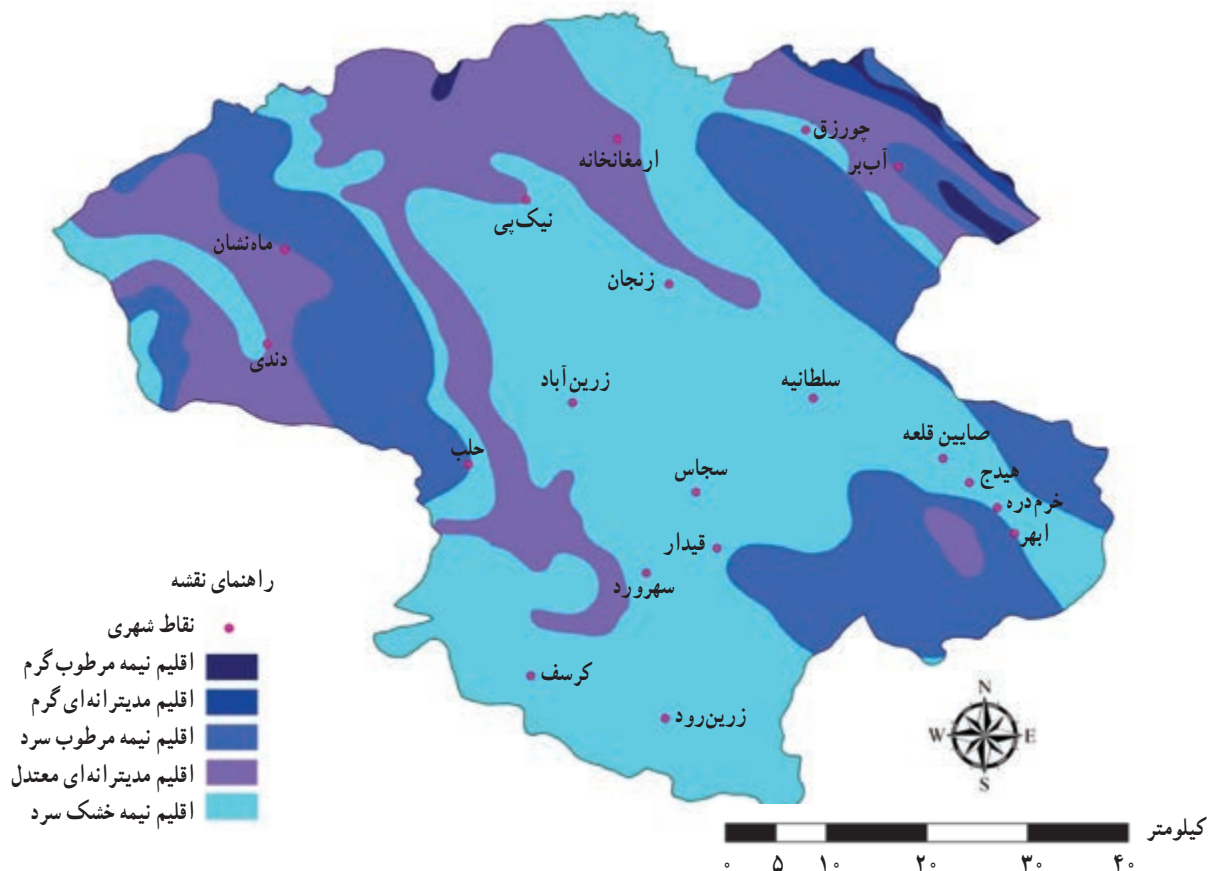 چورزق
آب‌بر
ارمغانخانه
نیک‌پی
ماه‌نشان
زنجان
دندی
زرین‌آباد
سلطانیه
صایین قلعه
حلب
سجاس
هیدج
خرم‌دره
ابهر
قیدار
سهرورد
کرسف
زرین‌رود
راهنمای نقشه
نقاط شهری
اقلیم نیمه مرطوب گرم
اقلیم مدیترانه‌ای گرم
اقلیم نیمه مرطوب سرد
اقلیم مدیترانه‌ای معتدل
اقلیم نیمه خشک سرد
N
W E
S
کیلومتر
۰ ۵ ۱۰ ۲۰ ۳۰ ۴۰